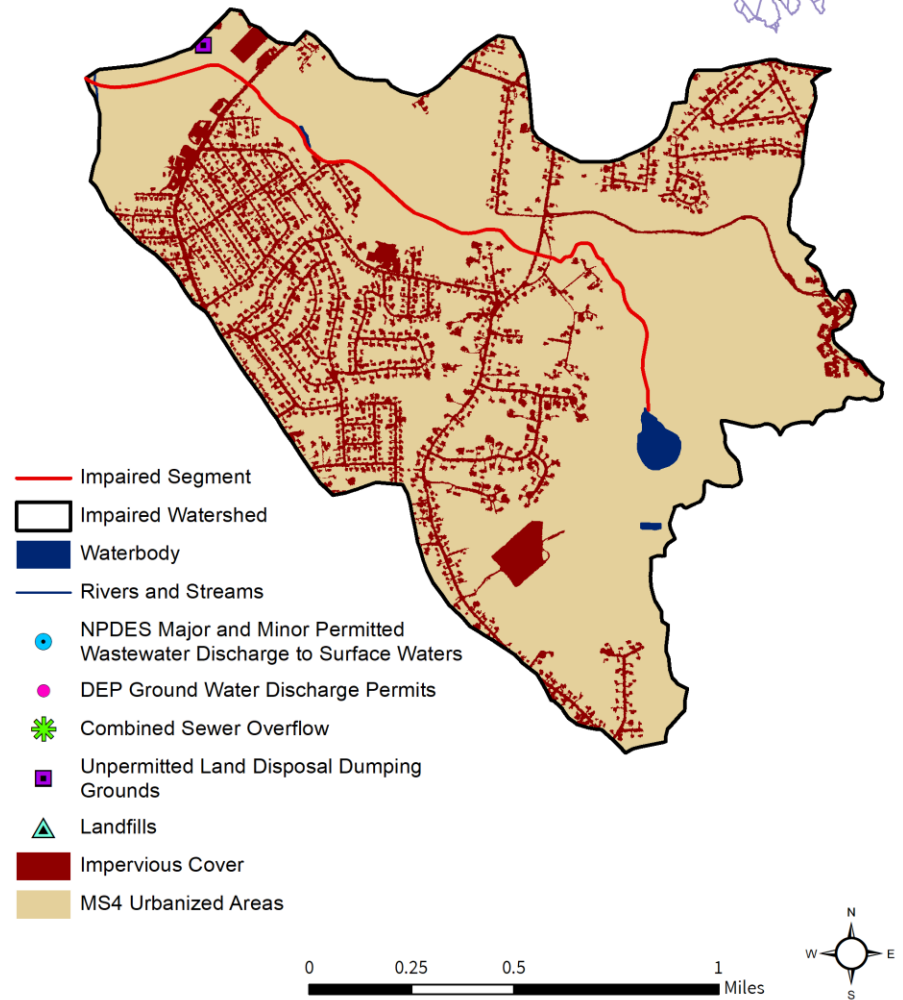 Impaired Segment
Impaired Watershed
Waterbody
Rivers and Streams
NPDES Major and Minor Permitted
Wastewater Discharge to Surface Waters
DEP Ground Water Discharge Permits
Combined Sewer Overflow
Unpermitted Land Disposal Dumping
Grounds
Landfills
Impervious Cover
MS4 Urbanized Areas
N
W E
S
0 0.25 0.5 1
Miles